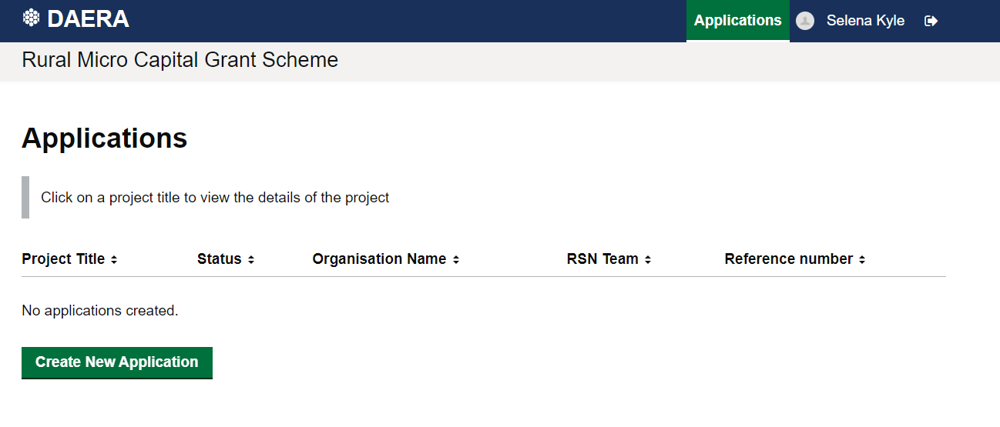 DAERA
Applications
Selena Kyle
Rural Micro Capital Grant Scheme
Applications
Click on a project title to view the details of the project
Project Title Status Organisation Name RSN Team Reference number
No applications created.
Create New Application